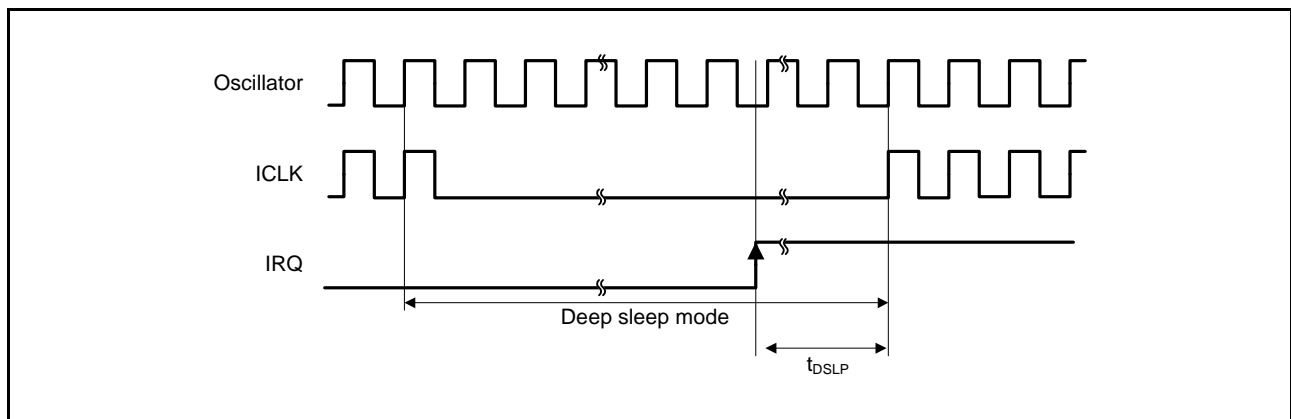 Oscillator
ICLK
IRQ
Deep sleep mode
tDSLP